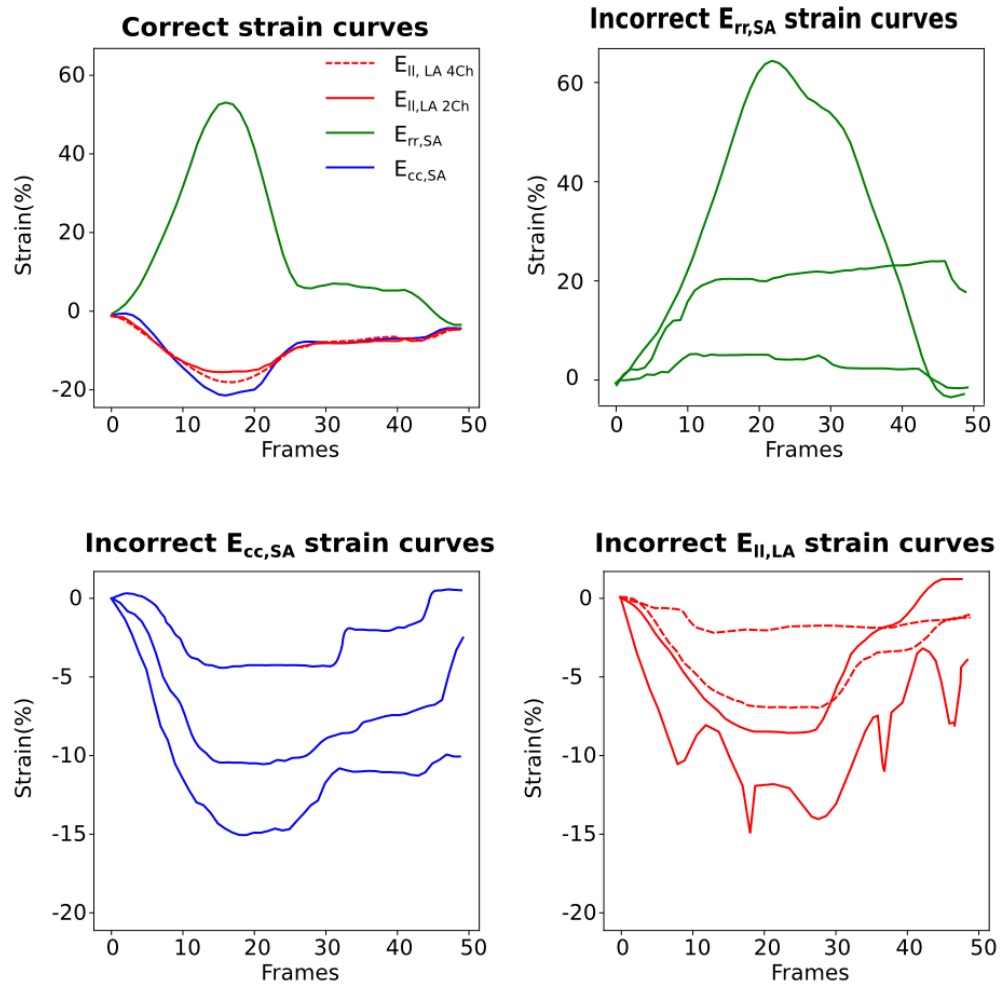 Correct strain curves
Strain(%)
60
40
20
0
-20
E_ll, LA 4Ch
E_ll,LA 2Ch
E_rr,SA
E_cc,SA
0 10 20 30 40 50
Frames
Incorrect E_rr,SA strain curves
Strain(%)
60
40
20
0
0 10 20 30 40 50
Frames
Incorrect E_cc,SA strain curves
Strain(%)
0
-5
-10
-15
-20
0 10 20 30 40 50
Frames
Incorrect E_ll,LA strain curves
Strain(%)
0
-5
-10
-15
-20
0 10 20 30 40 50
Frames